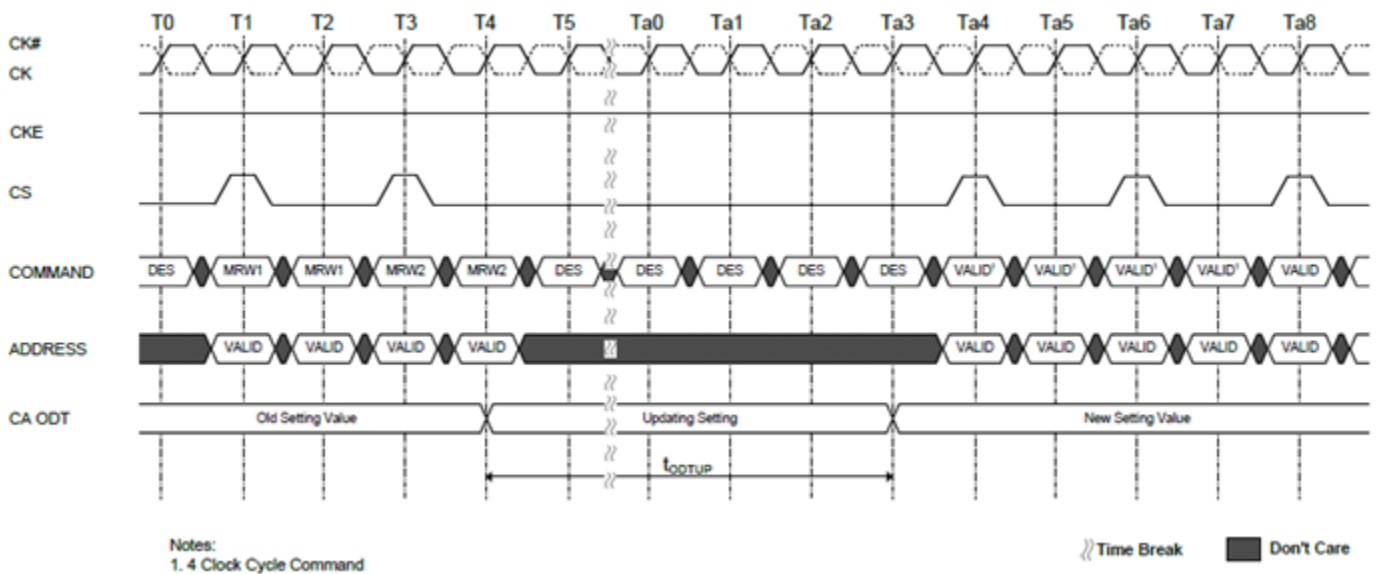 T0 T1 T2 T3 T4 T5 Ta0 Ta1 Ta2 Ta3 Ta4 Ta5 Ta6 Ta7 Ta8
CK#
CK
CKE
CS
COMMAND DES MRW1 MRW1 MRW2 MRW2 DES DES DES DES DES VALID¹ VALID¹ VALID¹ VALID¹ VALID
ADDRESS VALID VALID VALID VALID VALID VALID VALID VALID VALID
CA ODT Old Setting Value Updating Setting New Setting Value
tODTUP
Notes:
1. 4 Clock Cycle Command
Time Break Don't Care